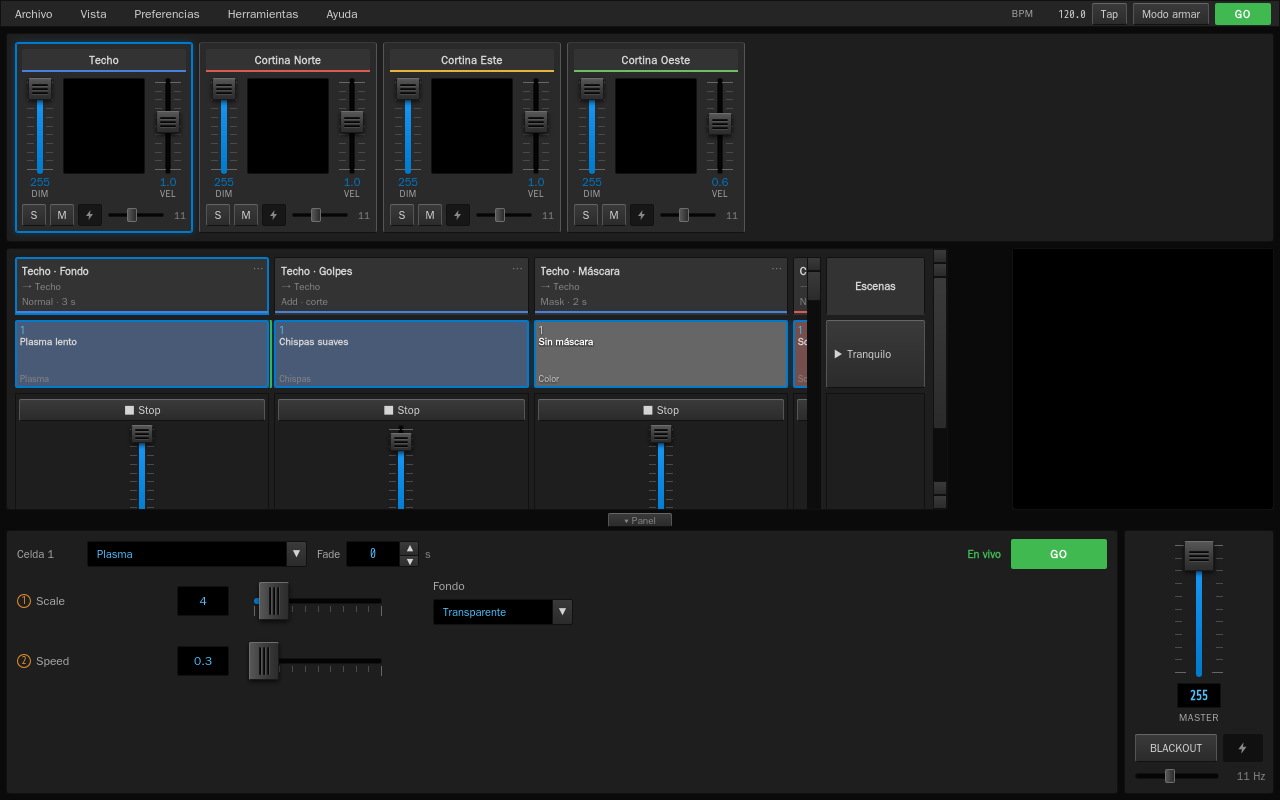 Archivo Vista Preferencias Herramientas Ayuda BPM 120.0 Tap Modo armar GO
Techo Cortina Norte Cortina Este Cortina Oeste
255 1.0 255 1.0 255 1.0 255 0.6
DIM VEL DIM VEL DIM VEL DIM VEL
S M 11 S M 11 S M 11 S M 11
Techo · Fondo ... Techo · Golpes ... Techo · Máscara ... C
→ Techo → Techo → Techo
Normal · 3 s Add · corte Mask · 2 s N
Escenas
1 1 1 1
Plasma lento Chispas suaves Sin máscara So
Plasma Chispas Color So
Tranquilo
Stop Stop Stop
Panel
Celda 1 Plasma Fade 0 s En vivo GO
1 Scale 4 Fondo
Transparente
2 Speed 0.3
255
MASTER
BLACKOUT
11 Hz